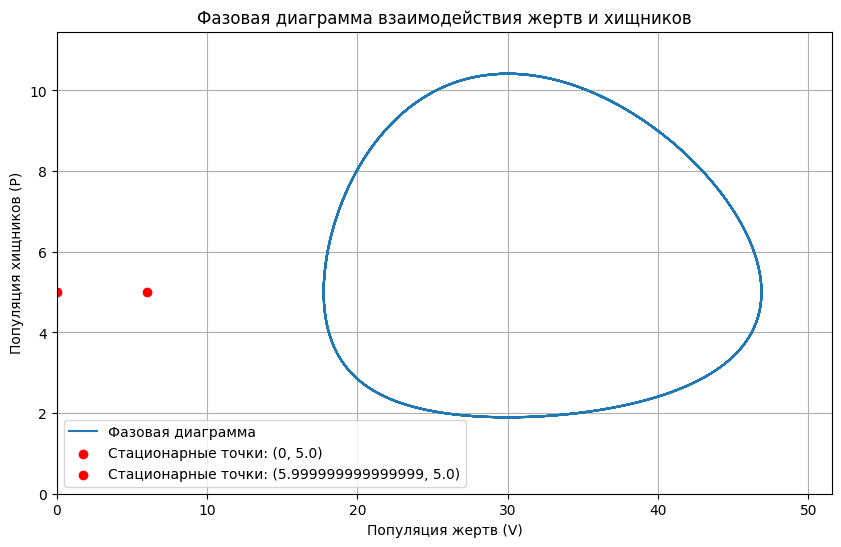 Фазовая диаграмма взаимодействия жертв и хищников
Популяция хищников (P)
10
8
6
4
2
0
Фазовая диаграмма
Стационарные точки: (0, 5.0)
Стационарные точки: (5.999999999999999, 5.0)
0 10 20 30 40 50
Популяция жертв (V)